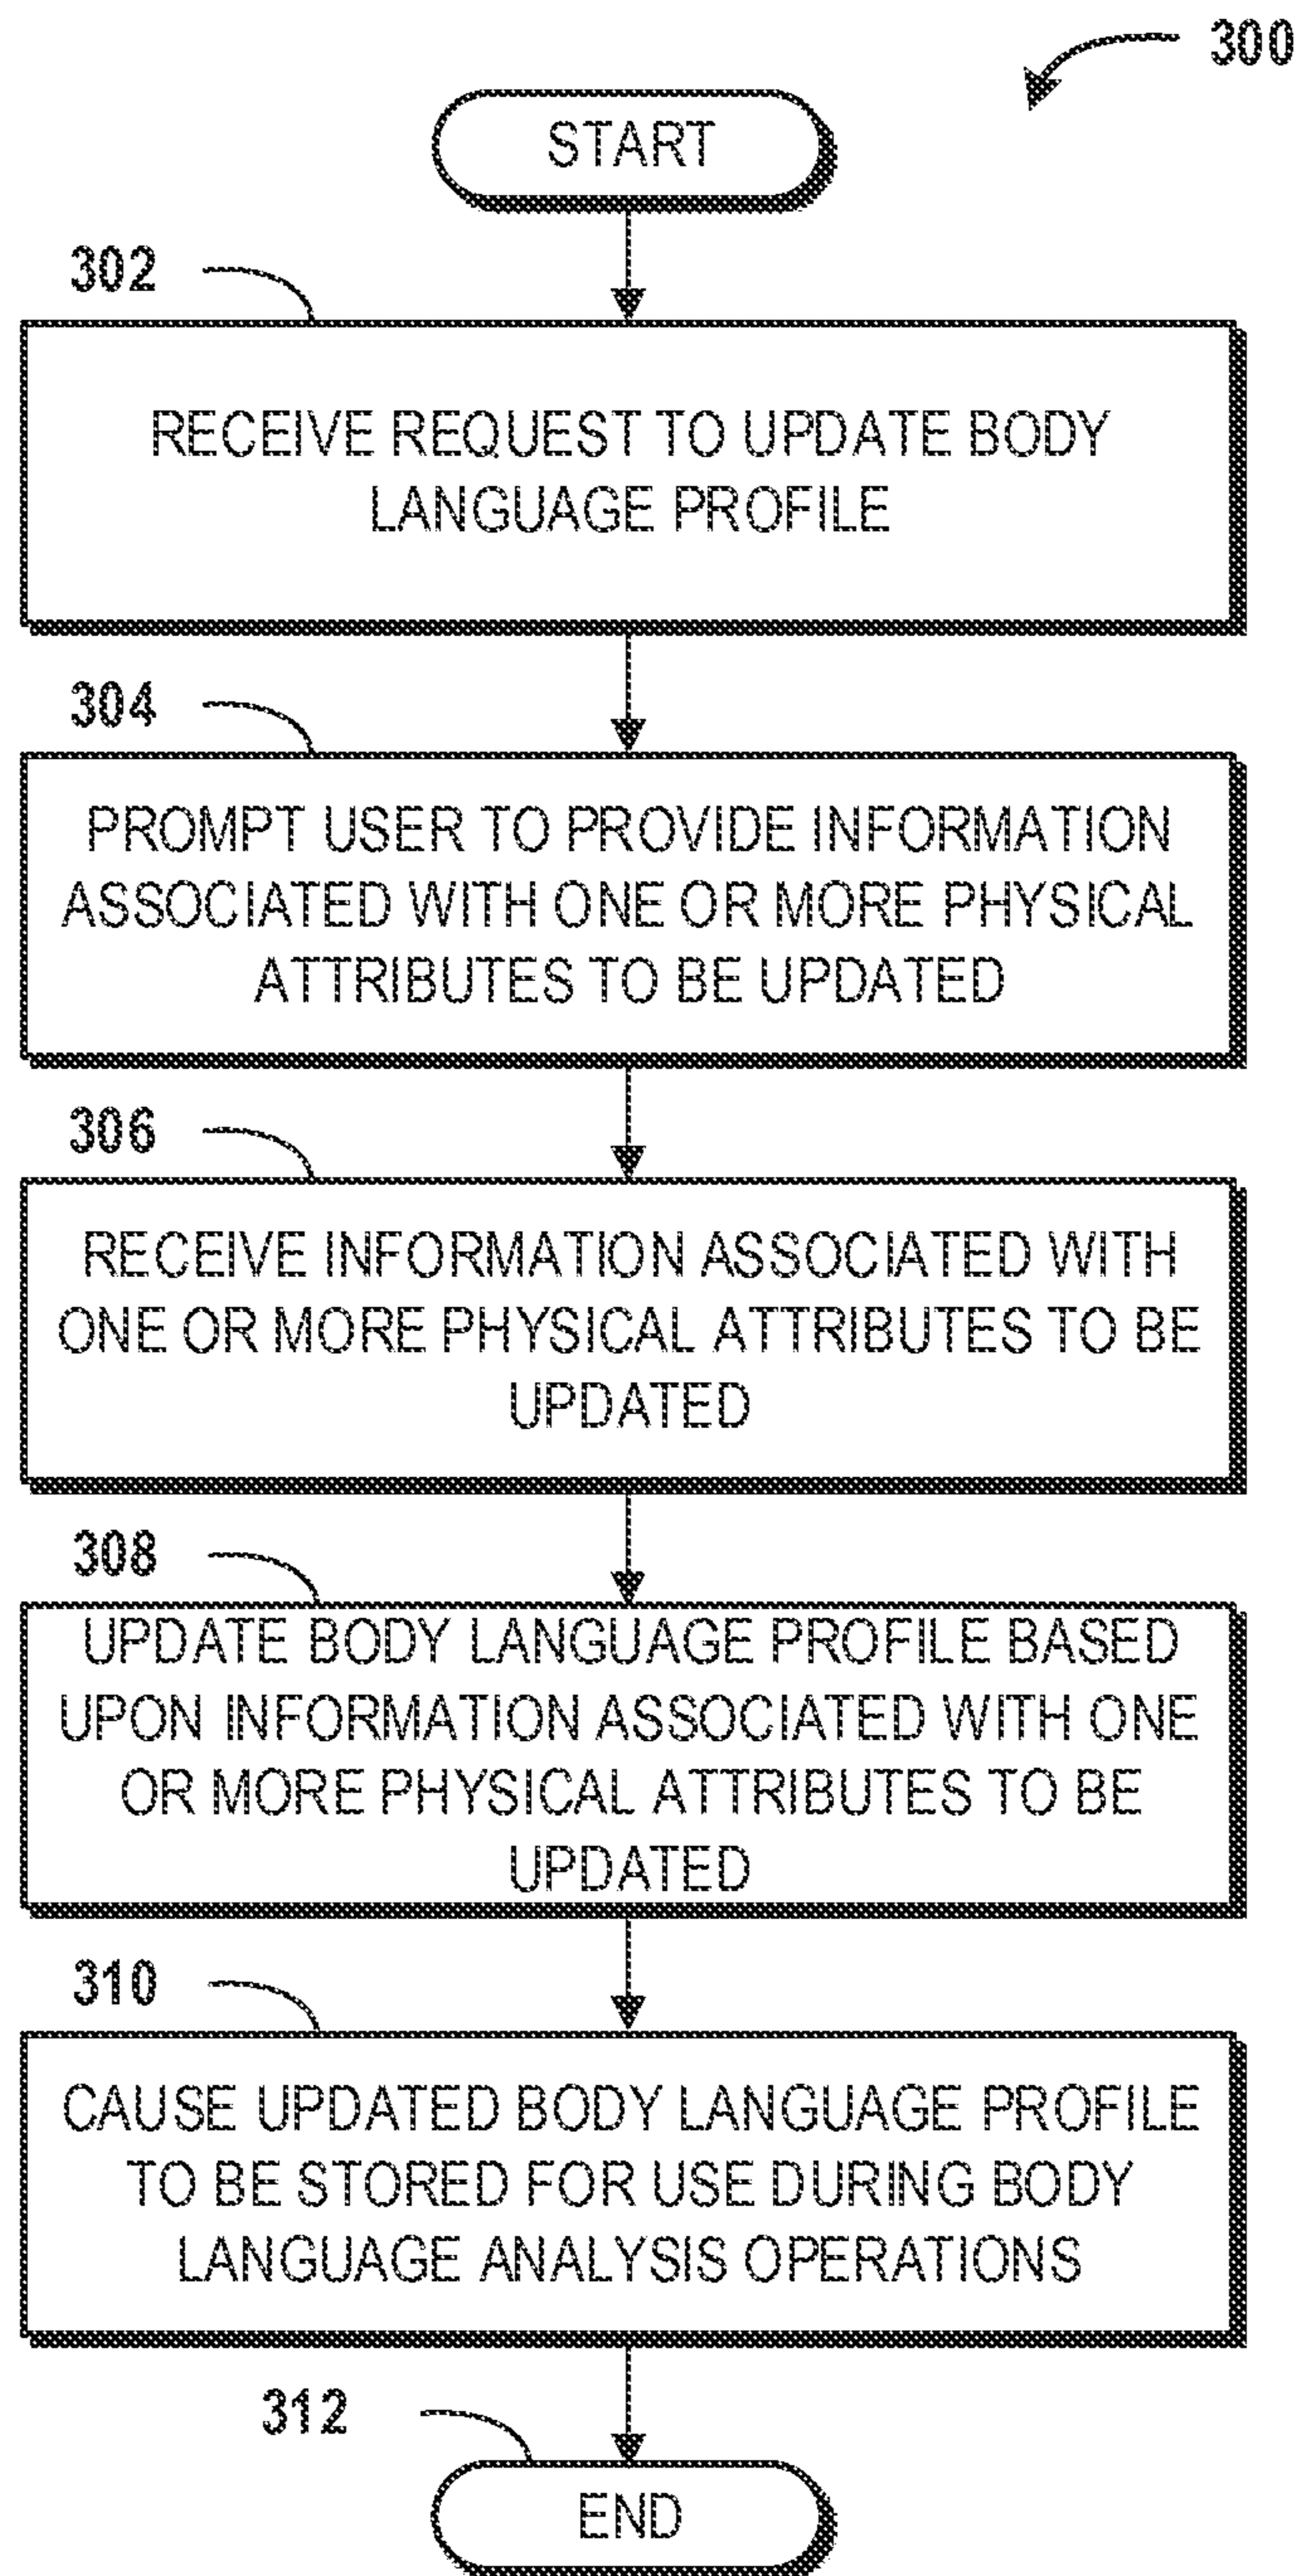 300
START
302
RECEIVE REQUEST TO UPDATE BODY
LANGUAGE PROFILE
304
PROMPT USER TO PROVIDE INFORMATION
ASSOCIATED WITH ONE OR MORE PHYSICAL
ATTRIBUTES TO BE UPDATED
306
RECEIVE INFORMATION ASSOCIATED WITH
ONE OR MORE PHYSICAL ATTRIBUTES TO BE
UPDATED
308
UPDATE BODY LANGUAGE PROFILE BASED
UPON INFORMATION ASSOCIATED WITH ONE
OR MORE PHYSICAL ATTRIBUTES TO BE
UPDATED
310
CAUSE UPDATED BODY LANGUAGE PROFILE
TO BE STORED FOR USE DURING BODY
LANGUAGE ANALYSIS OPERATIONS
312
END